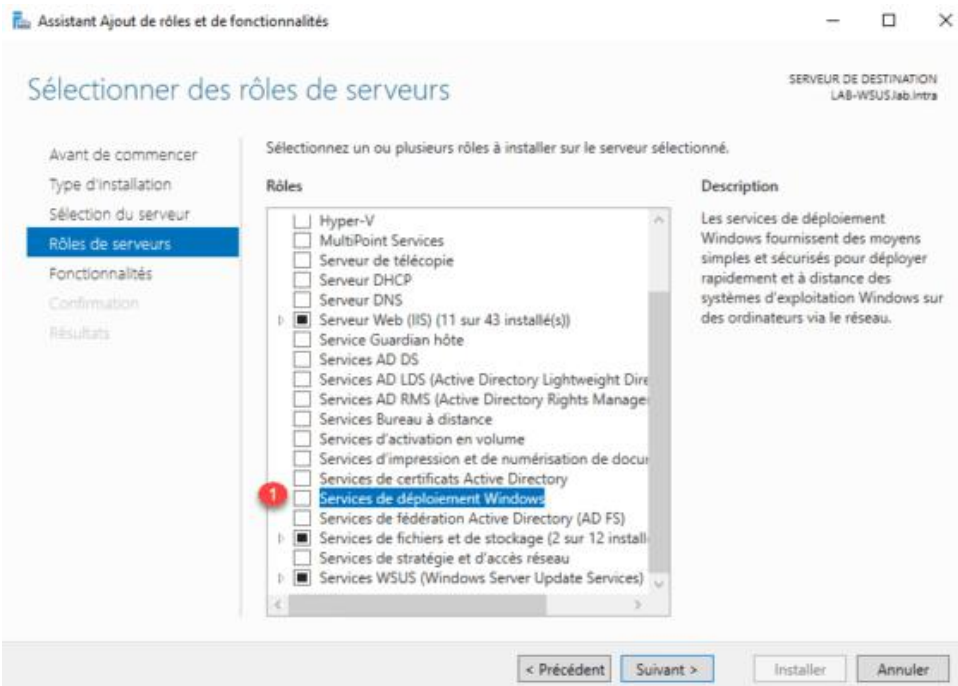 Assistant Ajout de rôles et de fonctionnalités
Sélectionner des rôles de serveurs
SERVEUR DE DESTINATION
LAB-WSUS.lab.intra
Avant de commencer
Type d'installation
Sélection du serveur
Rôles de serveurs
Fonctionnalités
Confirmation
Résultats
Sélectionnez un ou plusieurs rôles à installer sur le serveur sélectionné.
Rôles
Hyper-V
MultiPoint Services
Serveur de télécopie
Serveur DHCP
Serveur DNS
Serveur Web (IIS) (11 sur 43 installé(s))
Service Guardian hôte
Services AD DS
Services AD LDS (Active Directory Lightweight Dire
Services AD RMS (Active Directory Rights Manage
Services Bureau à distance
Services d'activation en volume
Services d'impression et de numérisation de docu
Services de certificats Active Directory
1 Services de déploiement Windows
Services de fédération Active Directory (AD FS)
Services de fichiers et de stockage (2 sur 12 install
Services de stratégie et d'accès réseau
Services WSUS (Windows Server Update Services)
Description
Les services de déploiement
Windows fournissent des moyens
simples et sécurisés pour déployer
rapidement et à distance des
systèmes d'exploitation Windows sur
des ordinateurs via le réseau.
< Précédent
Suivant >
Installer
Annuler